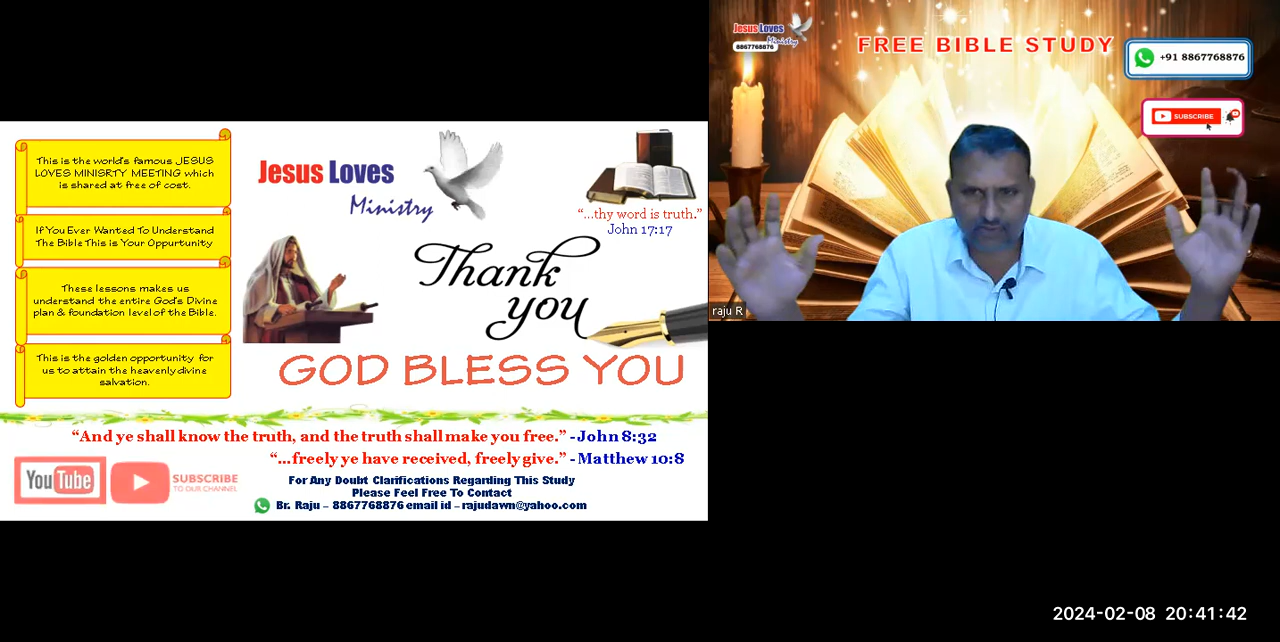 This is the world's famous JESUS
LOVES MINISRTY MEETING which
is shared at free of cost.
If You Ever Wanted To Understand
The Bible This is Your Oppurtunity
These lessons makes us
understand the entire God's Divine
plan & foundation level of the Bible.
This is the golden opportunity for
us to attain the heavenly divine
salvation.
Jesus Loves
Ministry
"...thy word is truth."
John 17:17
Thank
you
GOD BLESS YOU
"And ye shall know the truth, and the truth shall make you free." - John 8:32
"...freely ye have received, freely give." - Matthew 10:8
YouTube
SUBSCRIBE
TO OUR CHANNEL
For Any Doubt Clarifications Regarding This Study
Please Feel Free To Contact
Br. Raju – 8867768876 email id – rajudawn@yahoo.com
Jesus Loves
Ministry
8867768876
FREE BIBLE STUDY
+91 8867768876
SUBSCRIBE
raju R
2024-02-08 20:41:42